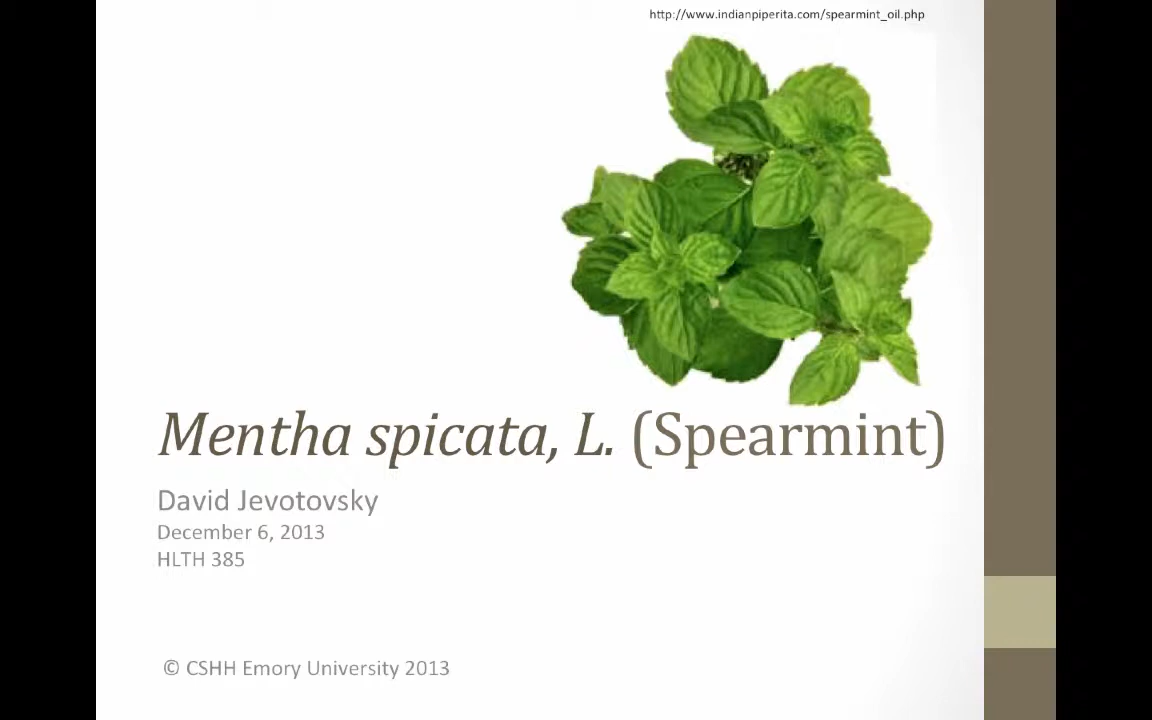 http://www.indianpiperita.com/spearmint_oil.php
Mentha spicata, L. (Spearmint)
David Jevotovsky
December 6, 2013
HLTH 385
© CSHH Emory University 2013